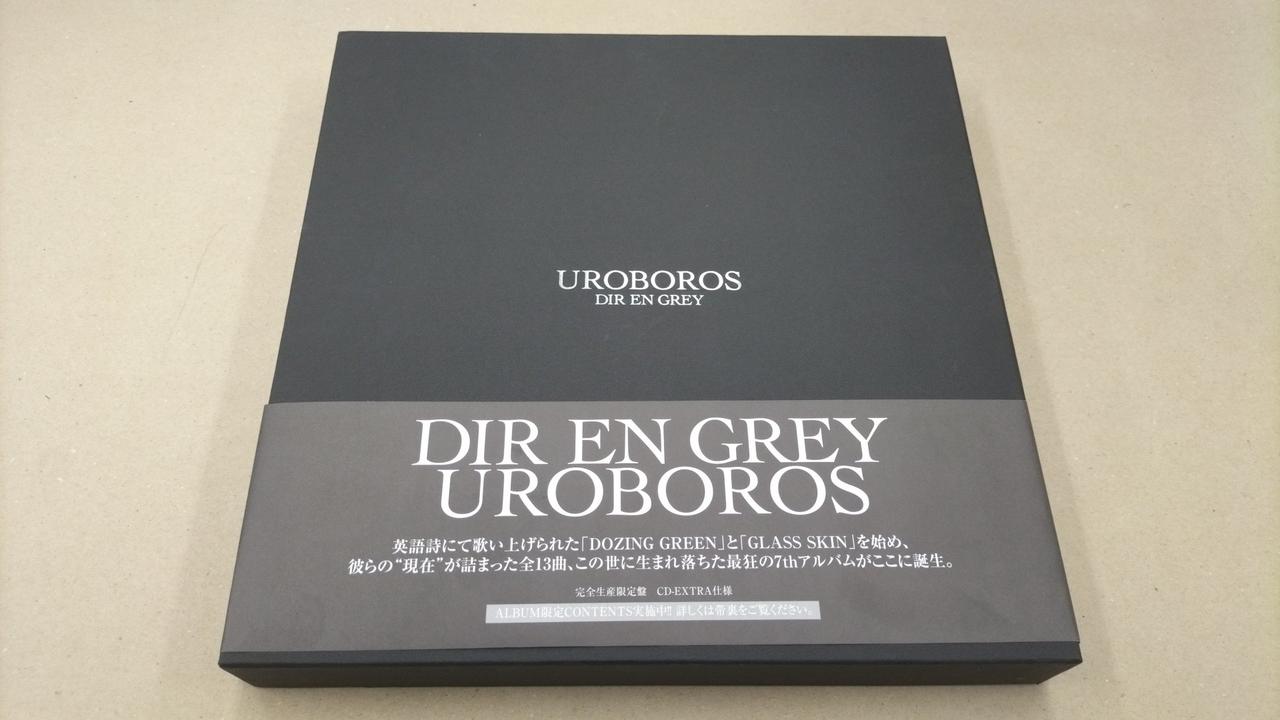 UROBOROS
DIR EN GREY
DIR EN GREY
UROBOROS
英語詩にて歌い上げられた「DOZING GREEN」と「GLASS SKIN」を始め、
彼らの“現在”が詰まった全13曲、この世に生まれ落ちた最狂の7thアルバムがここに誕生。
完全生産限定盤 CD-EXTRA仕様
ALBUM限定CONTENTS実施中!! 詳しくは帯裏をご覧ください。